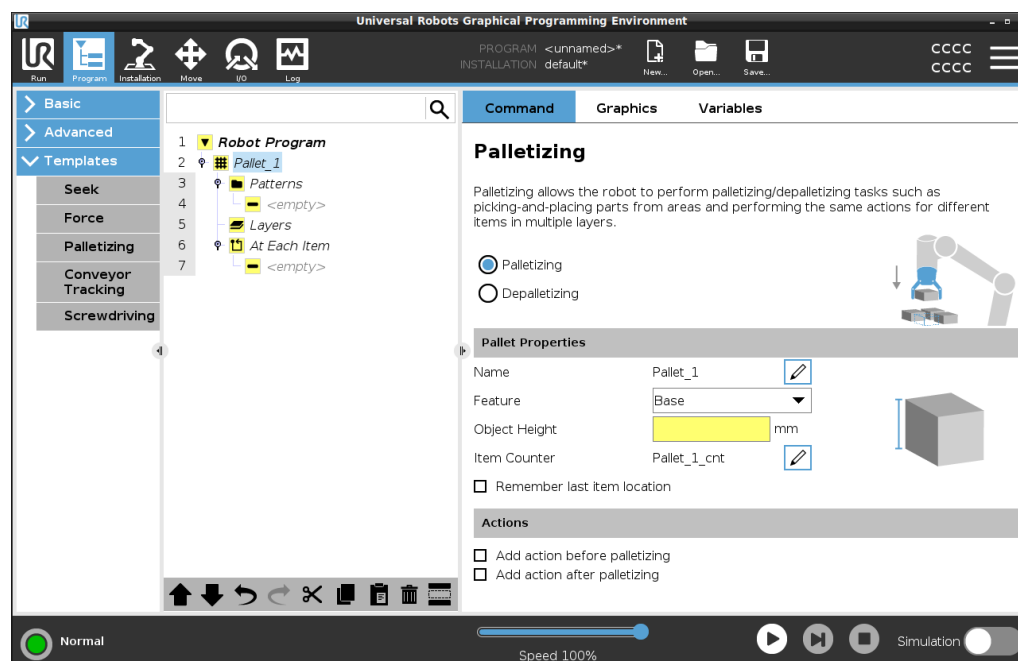 UR
Universal Robots Graphical Programming Environment
UR
Run
Program
Installation
Move
I/O
Log
PROGRAM <unnamed>*
INSTALLATION default*
New...
Open...
Save...
CCCC
CCCC
Basic
Advanced
Templates
Seek
Force
Palletizing
Conveyor
Tracking
Screwdriving
1 Robot Program
2 Pallet_1
3 Patterns
4 <empty>
5 Layers
6 At Each Item
7 <empty>
Command Graphics Variables
Palletizing
Palletizing allows the robot to perform palletizing/depalletizing tasks such as
picking-and-placing parts from areas and performing the same actions for different
items in multiple layers.
Palletizing
Depalletizing
Pallet Properties
Name Pallet_1
Feature Base
Object Height mm
Item Counter Pallet_1_cnt
Remember last item location
Actions
Add action before palletizing
Add action after palletizing
Normal
Speed 100%
Simulation